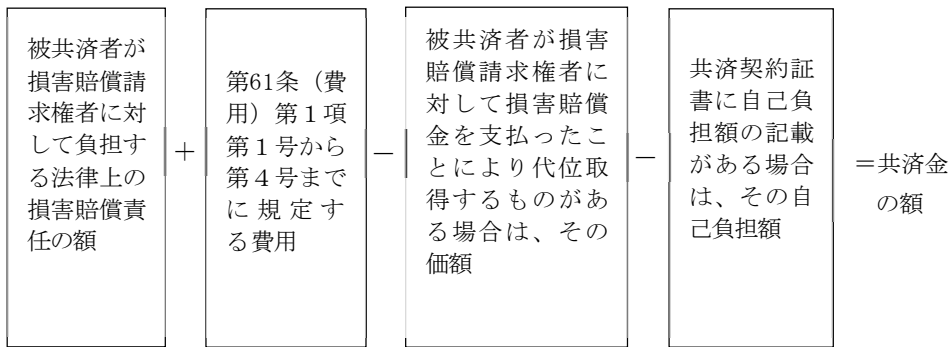 被共済者が
損害賠償請
求権者に対
して負担す
る法律上の
損害賠償責
任の額
+
第61条（費
用）第１項
第１号から
第４号まで
に規定す
る費用
−
被共済者が損害
賠償請求権者に
対して損害賠償
金を支払ったこ
とにより代位取
得するものがあ
る場合は、その
価額
−
共済契約証
書に自己負
担額の記載
がある場合
は、その自
己負担額
＝共済金
の額